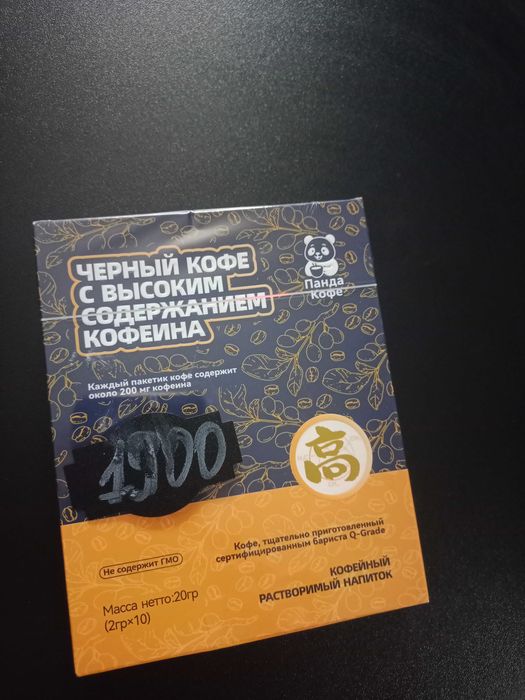 ЧЕРНЫЙ КОФЕ
С ВЫСОКИМ
СОДЕРЖАНИЕМ
КОФЕИНА
Панда
Кофе
Каждый пакетик кофе содержит
около 200 мг кофеина
1900
高
Кофе, тщательно приготовленный
сертифицированным бариста Q-Grade
Не содержит ГМО
КОФЕЙНЫЙ
РАСТВОРИМЫЙ НАПИТОК
Масса нетто:20гр
(2гр×10)